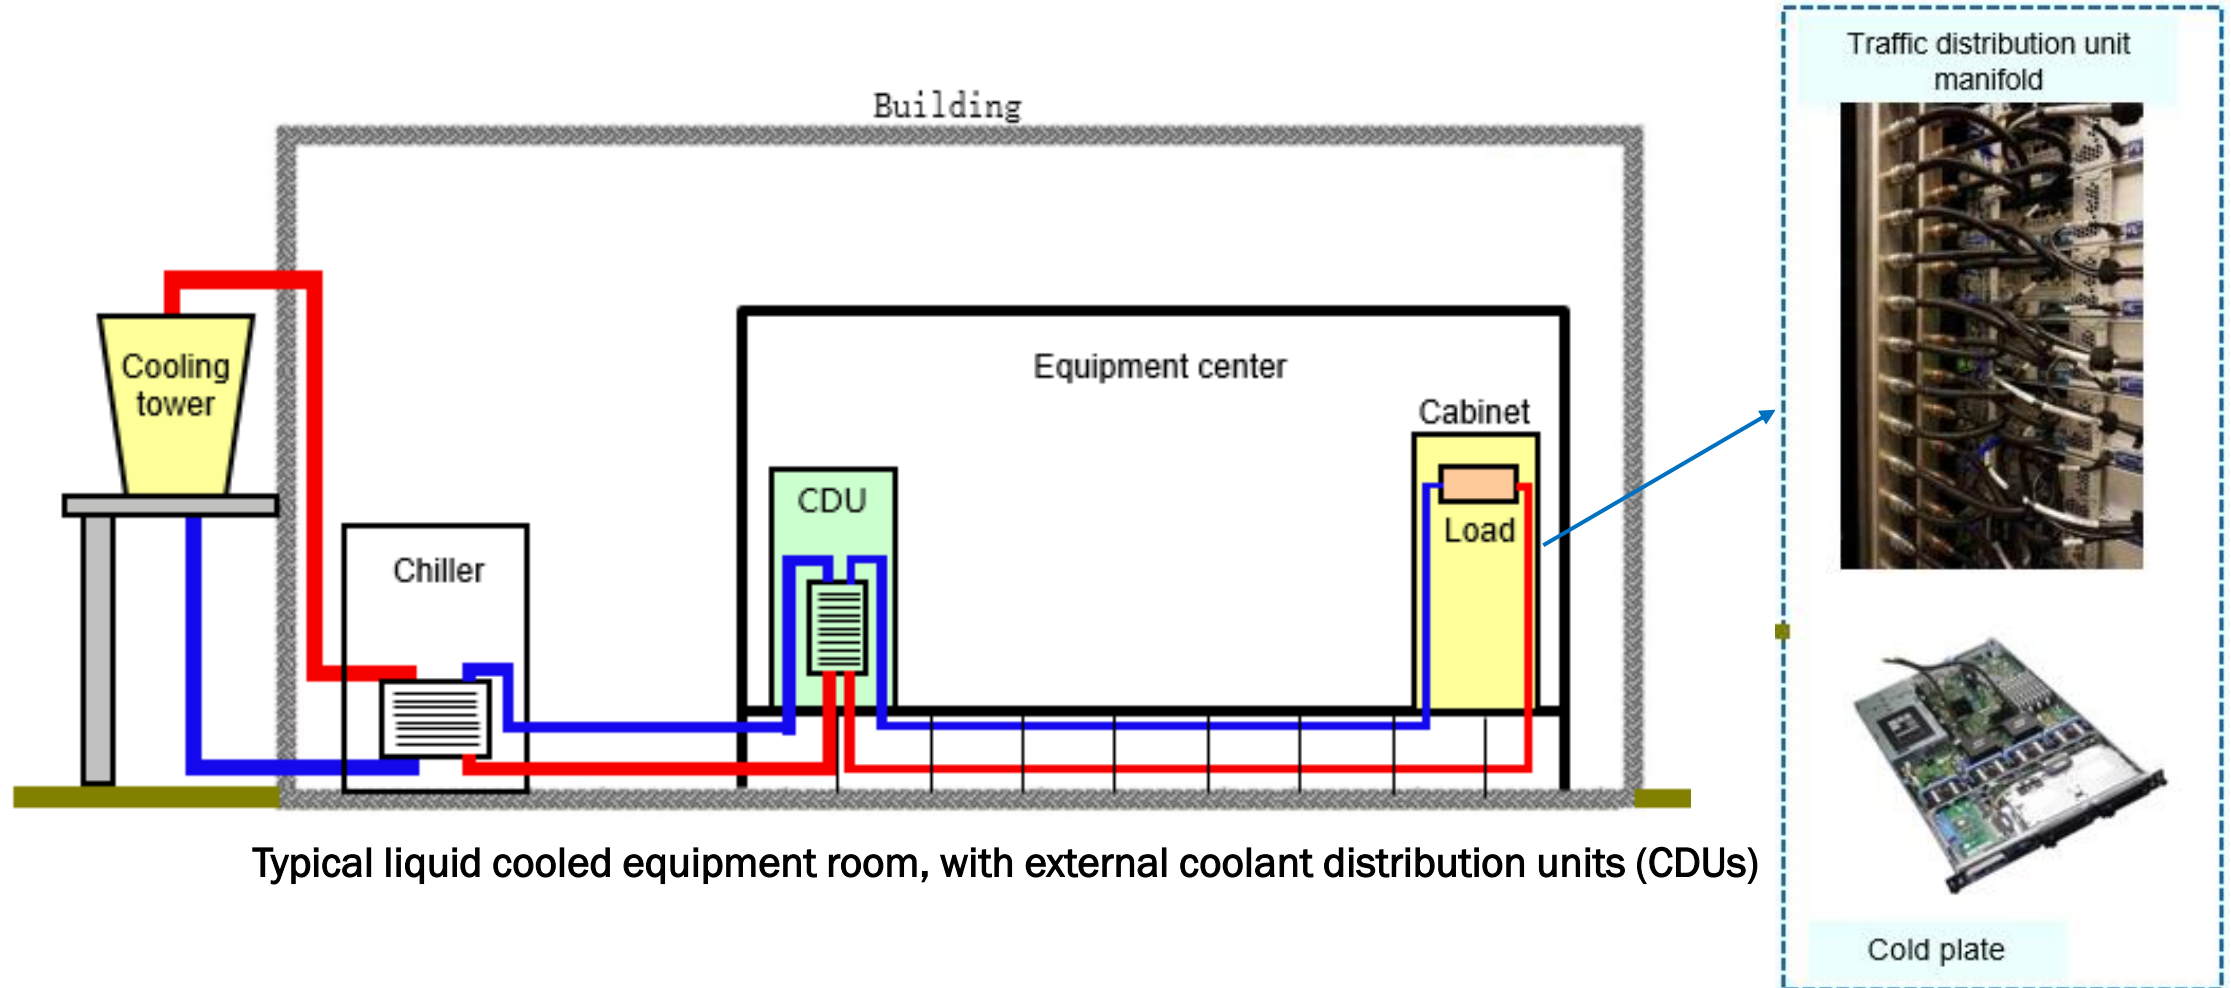 Traffic distribution unit
manifold
Building
Cooling
tower
Equipment center
Cabinet
CDU
Load
Chiller
Typical liquid cooled equipment room, with external coolant distribution units (CDUs)
Cold plate